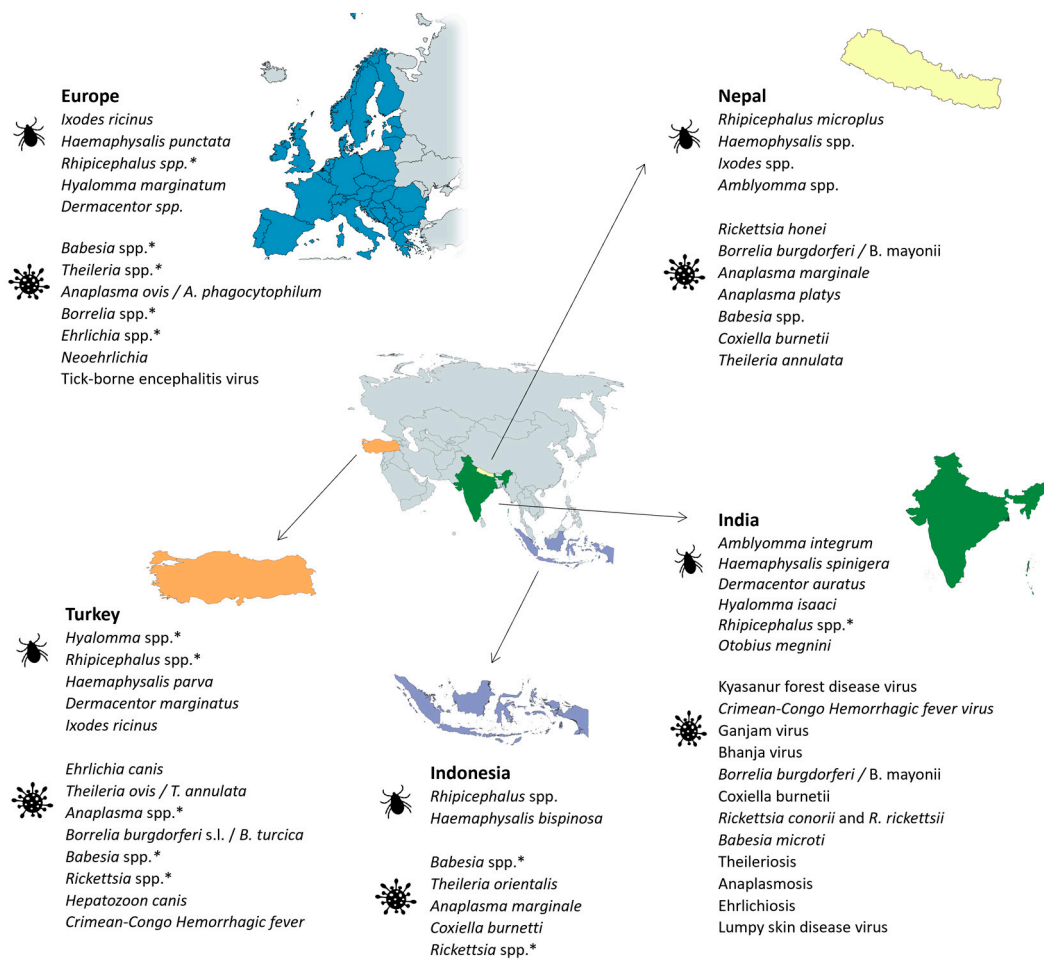 Europe
Ixodes ricinus
Haemaphysalis punctata
Rhipicephalus spp.*
Hyalomma marginatum
Dermacentor spp.
Babesia spp.*
Theileria spp.*
Anaplasma ovis / A. phagocytophilum
Borrelia spp.*
Ehrlichia spp.*
Neoehrlichia
Tick-borne encephalitis virus
Nepal
Rhipicephalus microplus
Haemophysalis spp.
Ixodes spp.
Amblyomma spp.
Rickettsia honei
Borrelia burgdorferi / B. mayonii
Anaplasma marginale
Anaplasma platys
Babesia spp.
Coxiella burnetii
Theileria annulata
Turkey
Hyalomma spp.*
Rhipicephalus spp.*
Haemaphysalis parva
Dermacentor marginatus
Ixodes ricinus
Ehrlichia canis
Theileria ovis / T. annulata
Anaplasma spp.*
Borrelia burgdorferi s.l. / B. turcica
Babesia spp.*
Rickettsia spp.*
Hepatozoon canis
Crimean-Congo Hemorrhagic fever
Indonesia
Rhipicephalus spp.
Haemaphysalis bispinosa
Babesia spp.*
Theileria orientalis
Anaplasma marginale
Coxiella burnetti
Rickettsia spp.*
India
Amblyomma integrum
Haemaphysalis spinigera
Dermacentor auratus
Hyalomma isaaci
Rhipicephalus spp.*
Otobius megnini
Kyasanur forest disease virus
Crimean-Congo Hemorrhagic fever virus
Ganjam virus
Bhanja virus
Borrelia burgdorferi / B. mayonii
Coxiella burnetii
Rickettsia conorii and R. rickettsii
Babesia microti
Theileriosis
Anaplasmosis
Ehrlichiosis
Lumpy skin disease virus